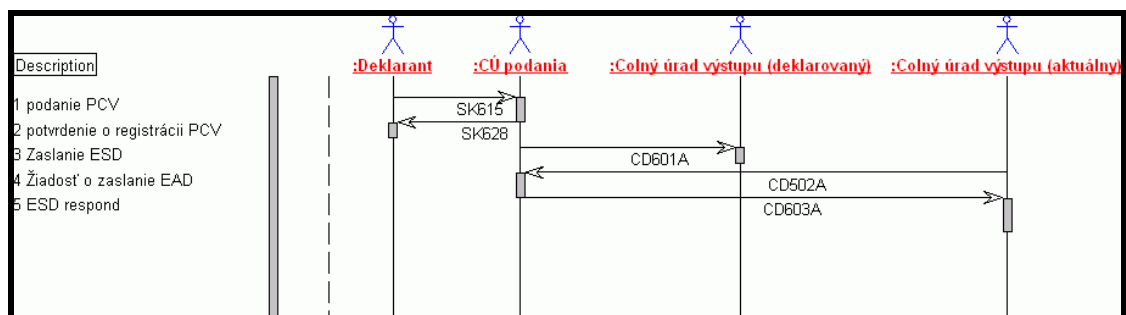 Description
:Deklarant
:CÚ podania
:Colný úrad výstupu (deklarovaný)
:Colný úrad výstupu (aktuálny)
1 podanie PCV
SK615
2 potvrdenie o registrácii PCV
SK628
3 Zaslanie ESD
CD601A
4 Žiadosť o zaslanie EAD
CD502A
5 ESD respond
CD603A